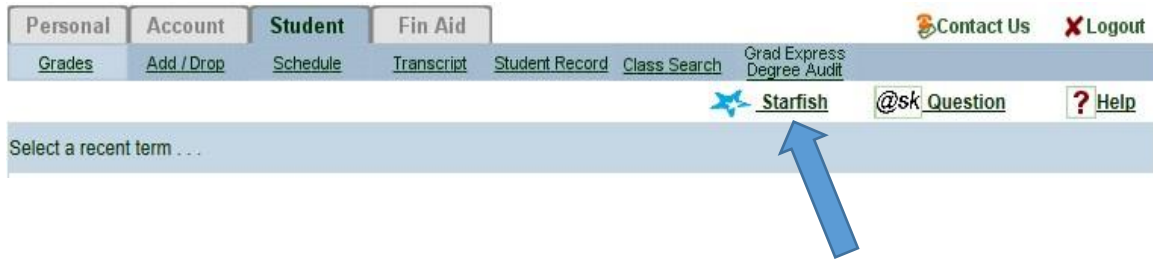 Personal Account Student Fin Aid Contact Us Logout
Grades Add / Drop Schedule Transcript Student Record Class Search Grad Express
Degree Audit
Starfish @sk Question ? Help
Select a recent term . . .